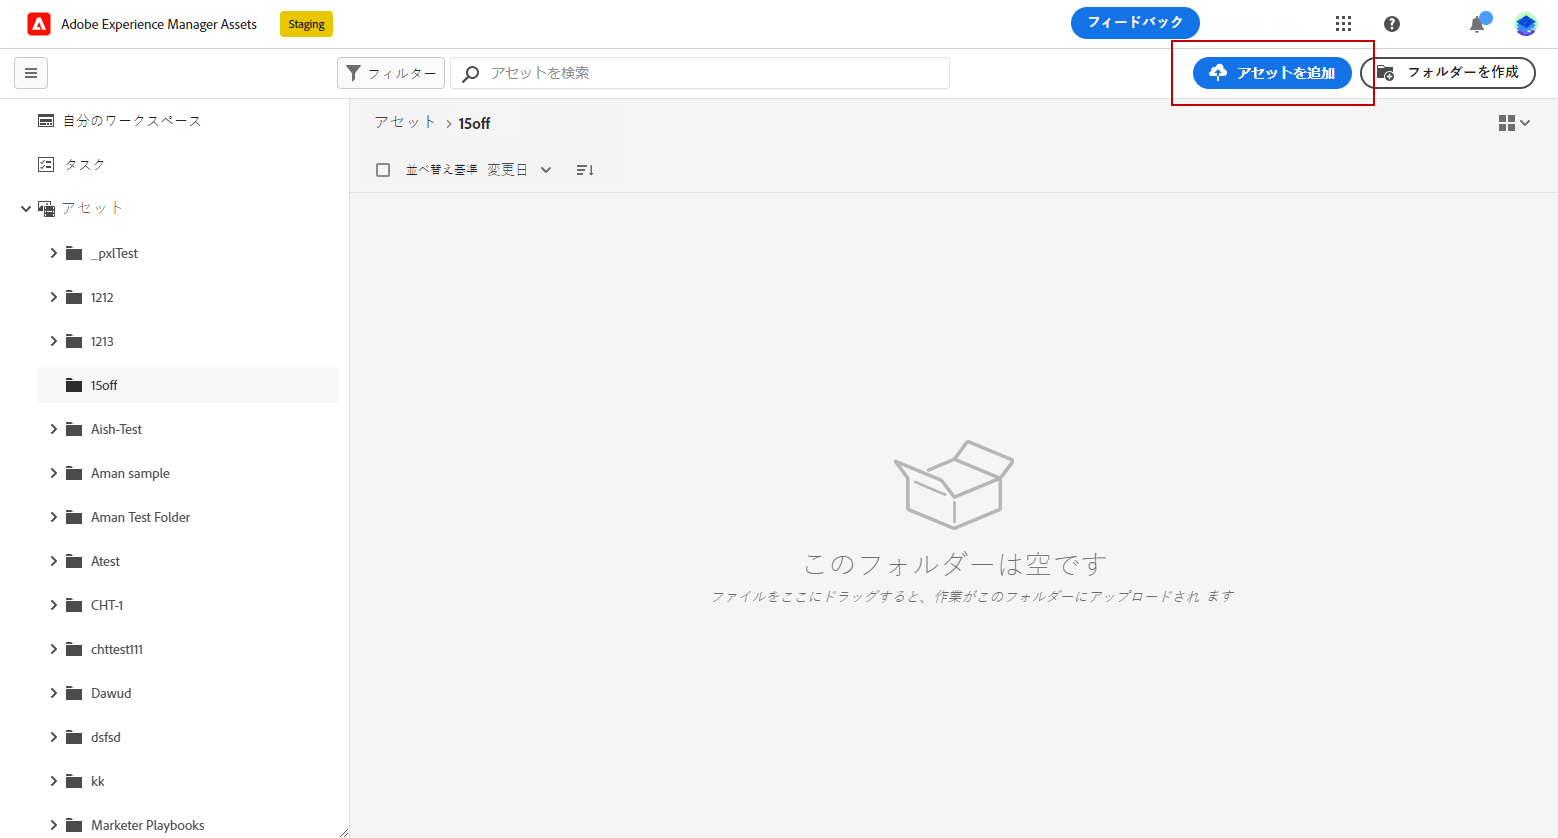 Adobe Experience Manager Assets
Staging
フィードバック
フィルター
アセットを検索
アセットを追加
フォルダーを作成
自分のワークスペース
タスク
アセット
_pxlTest
1212
1213
15off
Aish-Test
Aman sample
Aman Test Folder
Atest
CHT-1
chttest111
Dawud
dsfsd
kk
Marketer Playbooks
アセット > 15off
並べ替え基準 変更日
このフォルダーは空です
ファイルをここにドラッグすると、作業がこのフォルダーにアップロードされ ます